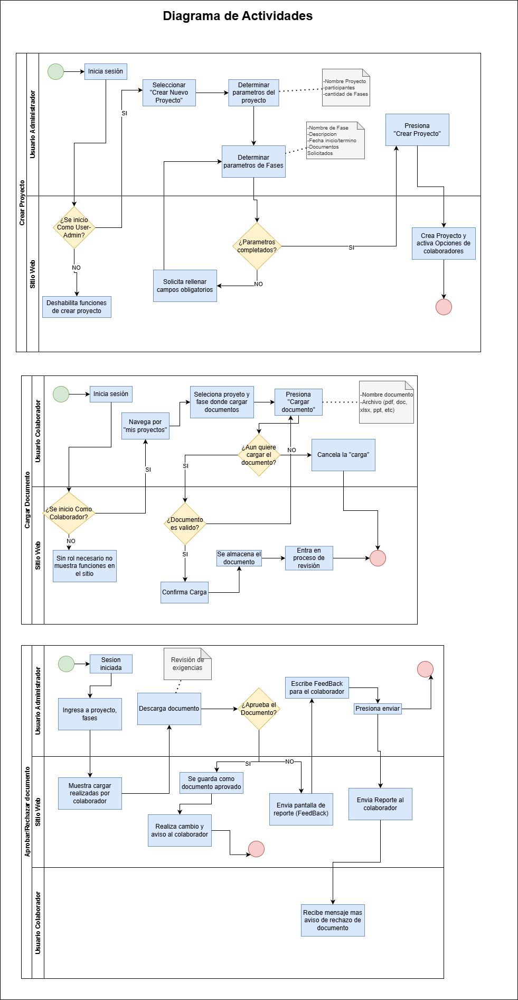 Diagrama de Actividades
Crear Proyecto
Usuario Administrador
Inicia sesión
Seleccionar
"Crear Nuevo
Proyecto"
Determinar
parametros del
proyecto
-Nombre Proyecto
-participantes
-cantidad de Fases
SI
-Nombre de Fase
-Descripcion
-Fecha inicio/termino
-Documentos
Solicitados
Presiona
"Crear Proyecto"
Determinar
parametros de Fases
Sitio Web
¿Se inicio
Como User-
Admin?
NO
Deshabilita funciones
de crear proyecto
¿Parametros
completados?
SI
NO
Solicita rellenar
campos obligatorios
Crea Proyecto y
activa Opciones de
colaboradores
Cargar Documento
Usuario Colaborador
Inicia sesión
Navega por
"mis proyectos"
Selecciona proyeto y
fase donde cargar
documentos
Presiona
"Cargar
documento"
-Nombre documento
-Archivo (pdf, doc,
xlsx, ppt, etc)
¿Aun quiere
cargar el
documento?
NO
Cancela la "carga"
SI
SI
Sitio Web
¿Se inicio Como
Colaborador?
NO
Sin rol necesario no
muestra funciones en
el sitio
¿Documento
es valido?
SI
Confirma Carga
Se almacena el
documento
Entra en
proceso de
revisión
Aprobar/Rechazar documento
Usuario Administrador
Sesion
iniciada
Ingresa a proyecto,
fases
Revisión de
exigencias
Descarga documento
¿Aprueba el
Documento?
Escribe FeedBack
para el colaborador
Presiona enviar
Sitio Web
Muestra cargar
realizadas por
colaborador
SI
NO
Se guarda como
documento aprovado
Realiza cambio y
aviso al colaborador
Envia pantalla de
reporte (FeedBack)
Envia Reporte al
colaborador
Usuario Colaborador
Recibe mensaje mas
aviso de rechazo de
documento